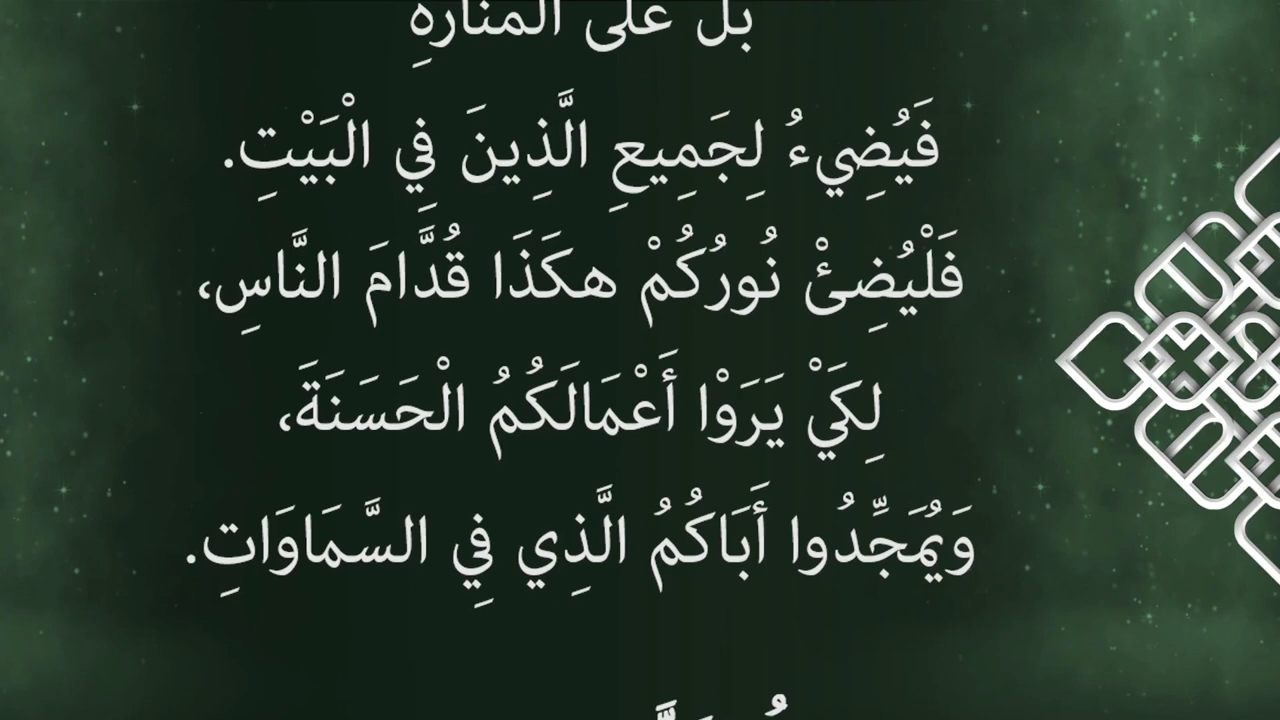 بل على المنارةِ
فَيُضِيءُ لِجَمِيعِ الَّذِينَ فِي الْبَيْتِ.
فَلْيُضِئْ نُورُكُمْ هكَذَا قُدَّامَ النَّاسِ،
لِكَيْ يَرَوْا أَعْمَالَكُمُ الْحَسَنَةَ،
وَيُمَجِّدُوا أَبَاكُمُ الَّذِي فِي السَّمَاوَاتِ.